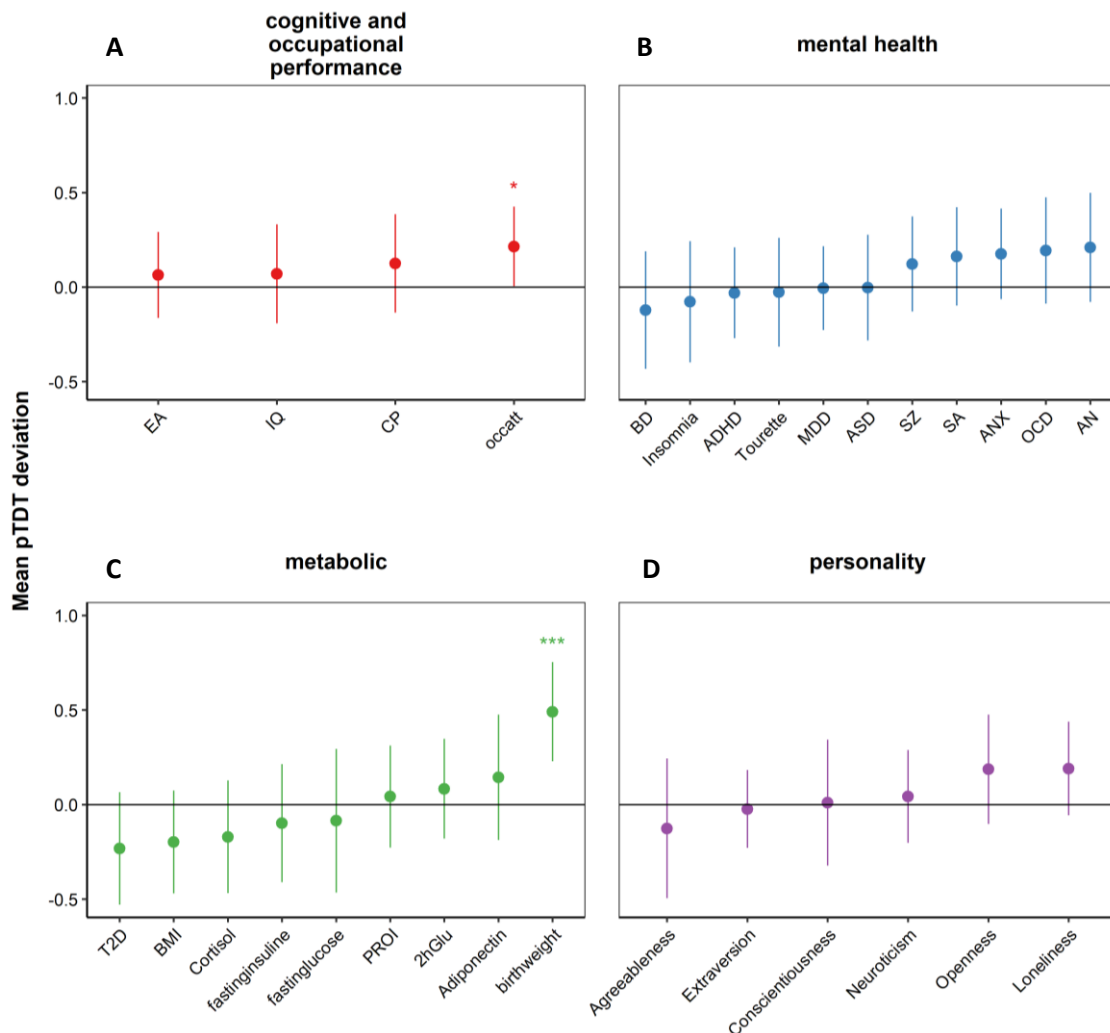 A
cognitive and
occupational
performance
B
mental health
Mean pTDT deviation
1.0
0.5
0.0
-0.5
*
EA
IQ
CP
occatt
BD
Insomnia
ADHD
Tourette
MDD
ASD
SZ
SA
ANX
OCD
AN
C
metabolic
D
personality
1.0
0.5
0.0
-0.5
***
T2D
BMI
Cortisol
fastinginsuline
fastingglucose
PROI
2hGlu
Adiponectin
birthweight
Agreeableness
Extraversion
Conscientiousness
Neuroticism
Openness
Loneliness